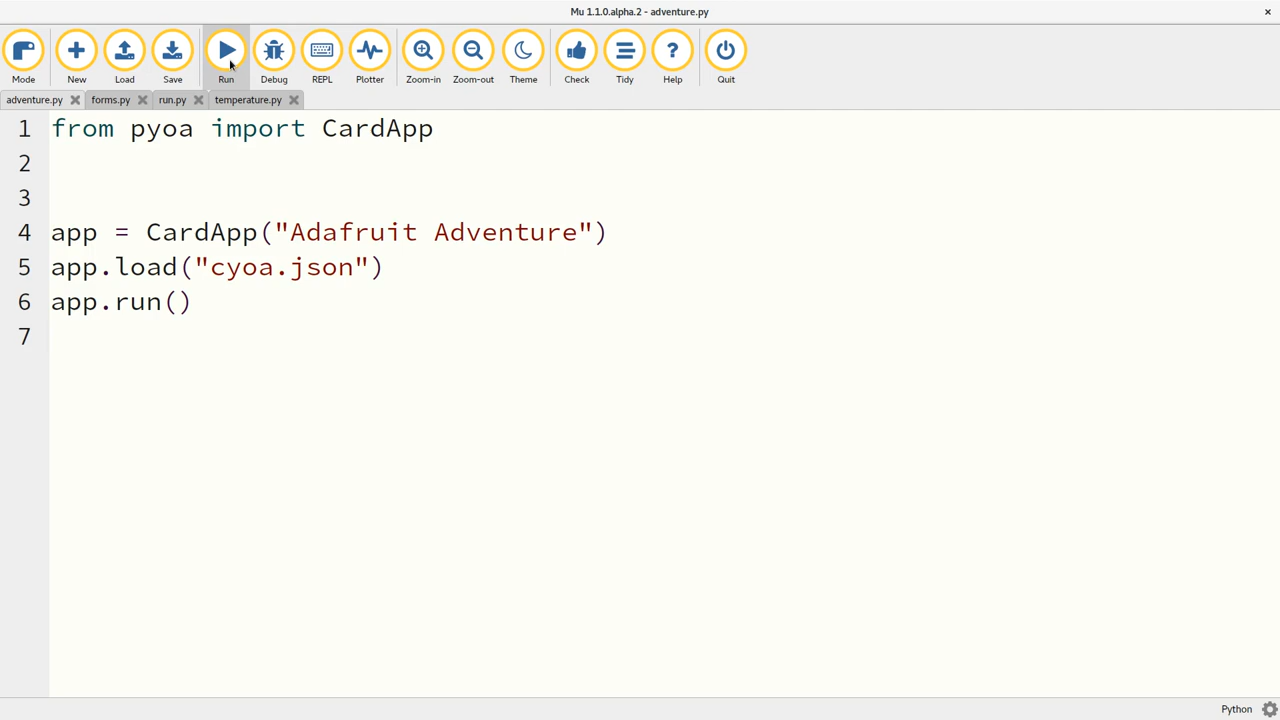 Mu 1.1.0.alpha.2 - adventure.py
Mode New Load Save Run Debug REPL Plotter Zoom-in Zoom-out Theme Check Tidy Help Quit
adventure.py forms.py run.py temperature.py
1 from pyoa import CardApp
2
3
4 app = CardApp("Adafruit Adventure")
5 app.load("cyoa.json")
6 app.run()
7
Python